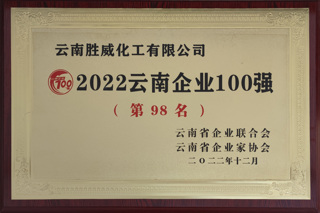 云南胜威化工有限公司
100 2022云南企业100强
(第98名)
云南省企业联合会
云南省企业家协会
二〇二二年十二月